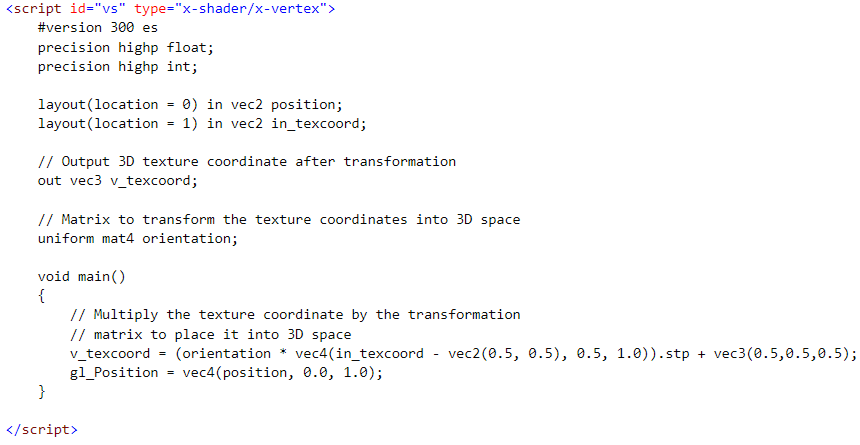 <script id="vs" type="x-shader/x-vertex">
#version 300 es
precision highp float;
precision highp int;
layout(location = 0) in vec2 position;
layout(location = 1) in vec2 in_texcoord;
// Output 3D texture coordinate after transformation
out vec3 v_texcoord;
// Matrix to transform the texture coordinates into 3D space
uniform mat4 orientation;
void main()
{
// Multiply the texture coordinate by the transformation
// matrix to place it into 3D space
v_texcoord = (orientation * vec4(in_texcoord - vec2(0.5, 0.5), 0.5, 1.0)).stp + vec3(0.5,0.5,0.5);
gl_Position = vec4(position, 0.0, 1.0);
}
</script>